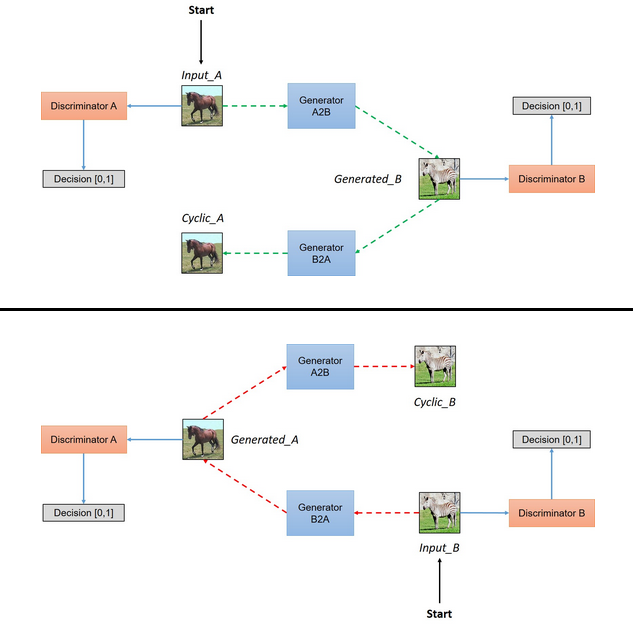 Start
Input_A
Discriminator A
Generator
A2B
Decision [0,1]
Decision [0,1]
Generated_B
Discriminator B
Cyclic_A
Generator
B2A
Generator
A2B
Cyclic_B
Discriminator A
Generated_A
Decision [0,1]
Decision [0,1]
Generator
B2A
Discriminator B
Input_B
Start